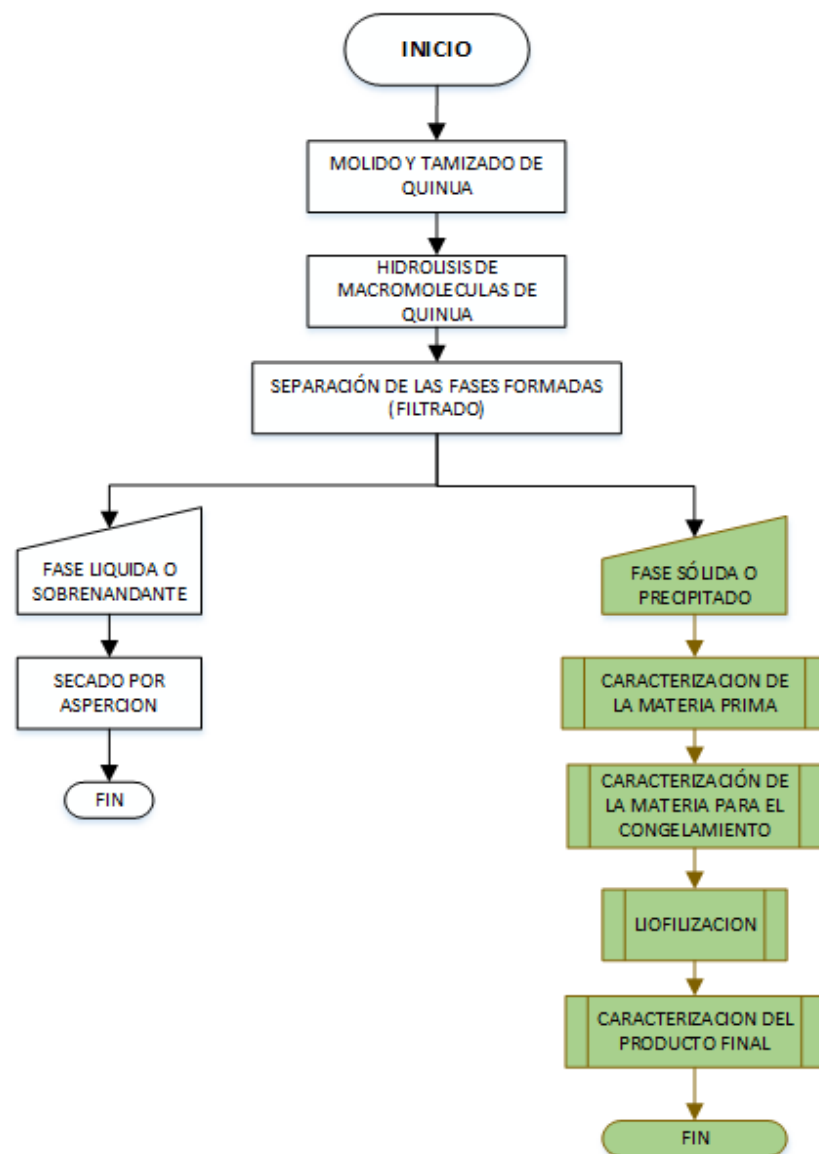 INICIO
MOLIDO Y TAMIZADO DE
QUINUA
HIDROLISIS DE
MACROMOLECULAS DE
QUINUA
SEPARACIÓN DE LAS FASES FORMADAS
(FILTRADO)
FASE LIQUIDA O
SOBRENANDANTE
SECADO POR
ASPERCION
FIN
FASE SÓLIDA O
PRECIPITADO
CARACTERIZACION DE
LA MATERIA PRIMA
CARACTERIZACIÓN DE
LA MATERIA PARA EL
CONGELAMIENTO
LIOFILIZACION
CARACTERIZACION DEL
PRODUCTO FINAL
FIN